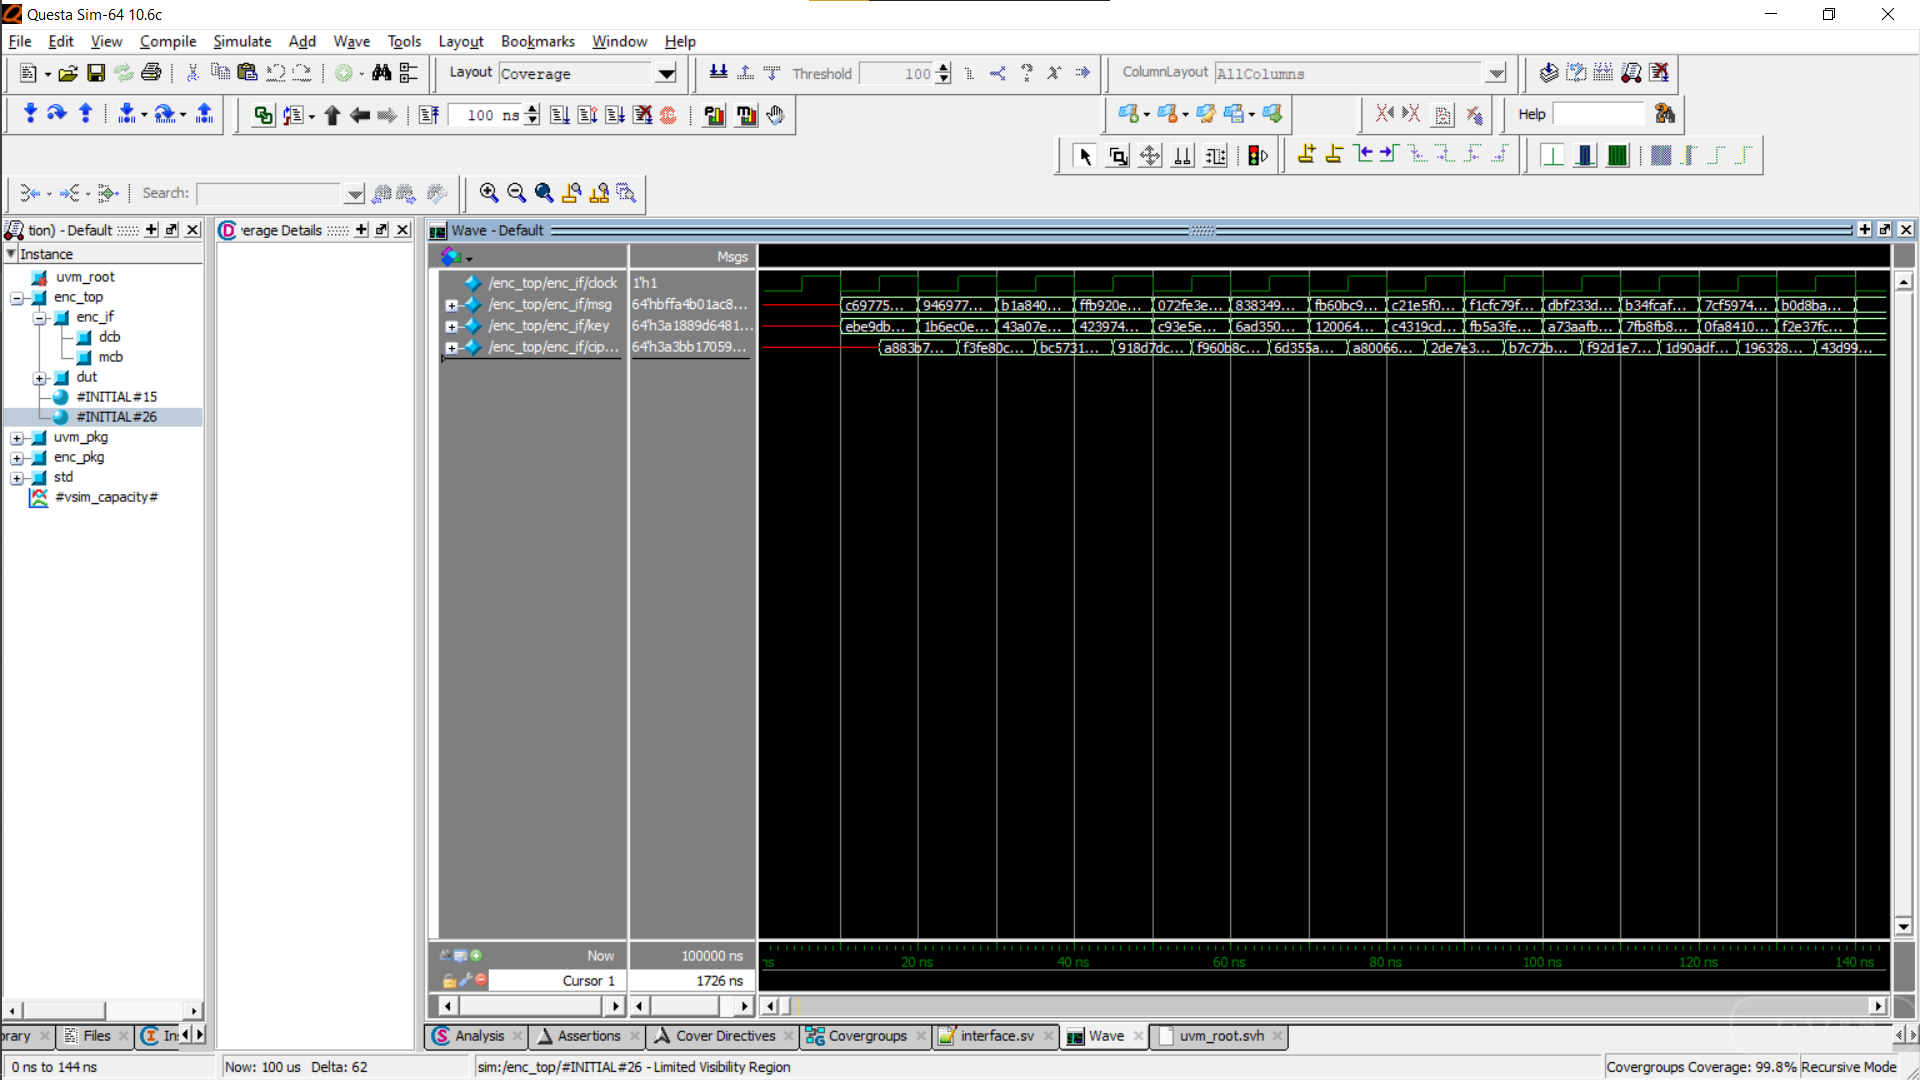 Questa Sim-64 10.6c
File Edit View Compile Simulate Add Wave Tools Layout Bookmarks Window Help
Layout Coverage Threshold 100 ColumnLayout AllColumns
100 ns Help
Search:
tion) - Default
Instance
uvm_root
enc_top
enc_if
dcb
mcb
dut
#INITIAL#15
#INITIAL#26
uvm_pkg
enc_pkg
std
#vsim_capacity#
erage Details
Wave - Default
Msgs
/enc_top/enc_if/clock 1'h1
/enc_top/enc_if/msg 64'hbffa4b01ac8... c69775... 946977... b1a840... ffb920e... 072fe3e... 838349... fb60bc9... c21e5f0... f1cfc79f... dbf233d... b34fcaf... 7cf5974... b0d8ba...
/enc_top/enc_if/key 64'h3a1889d6481... ebe9db... 1b6ec0e... 43a07e... 423974... c93e5e... 6ad350... 120064... c4319cd... fb5a3fe... a73aafb... 7fb8fb8... 0fa8410... f2e37fc...
/enc_top/enc_if/cip... 64'h3a3bb17059... a883b7... f3fe80c... bc5731... 918d7dc... f960b8c... 6d355a... a80066... 2de7e3... b7c72b... f92d1e7... 1d90adf... 196328... 43d99...
Now 100000 ns
ns 20 ns 40 ns 60 ns 80 ns 100 ns 120 ns 140 ns
Cursor 1 1726 ns
brary Files Ins
Analysis Assertions Cover Directives Covergroups interface.sv Wave uvm_root.svh
0 ns to 144 ns Now: 100 us Delta: 62 sim:/enc_top/#INITIAL#26 - Limited Visibility Region Covergroups Coverage: 99.8% Recursive Mode